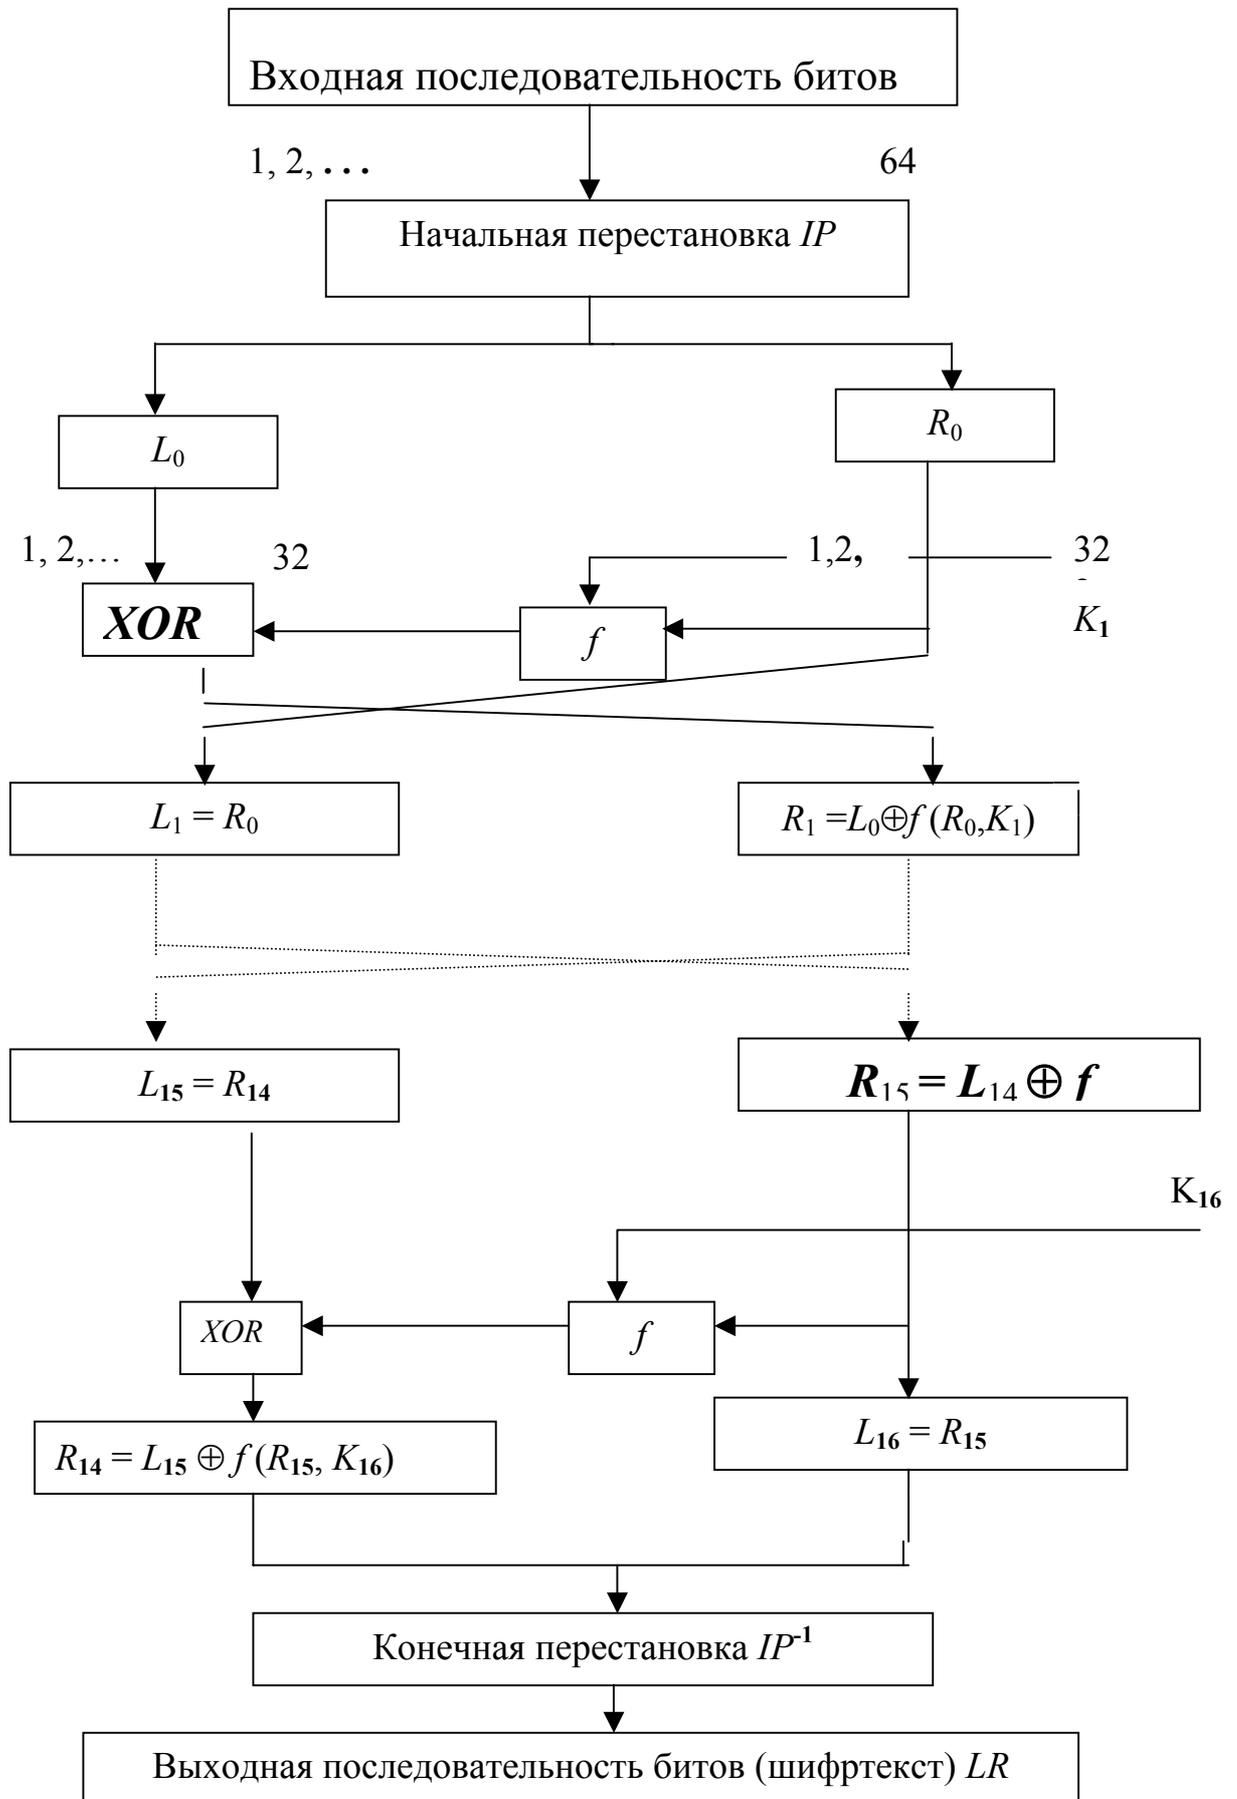 Входная последовательность битов
1, 2, ... 64
Начальная перестановка IP
R₀
L₀
1, 2,... 32 1,2, 32
XOR f K₁
L₁ = R₀ R₁ =L₀⊕f(R₀,K₁)
L₁₅ = R₁₄ R₁₅ = L₁₄ ⊕ f
K₁₆
XOR f
L₁₆ = R₁₅
R₁₄ = L₁₅ ⊕ f(R₁₅, K₁₆)
Конечная перестановка IP⁻¹
Выходная последовательность битов (шифртекст) LR